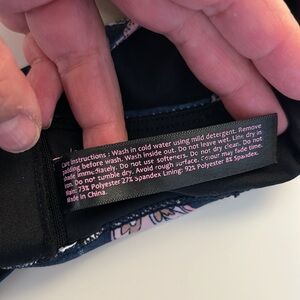 Care Instructions : Wash in cold water using mild detergent. Remove
padding before wash. Wash inside out. Do not leave wet. Line dry in
shade immediately. Do not use softeners. Do not dry clean. Do not
iron. Do not tumble dry. Avoid rough surface. Colour may fade time.
Main: 73% Polyester 27% Spandex Lining: 92% Polyester 8% Spandex.
Made in China.